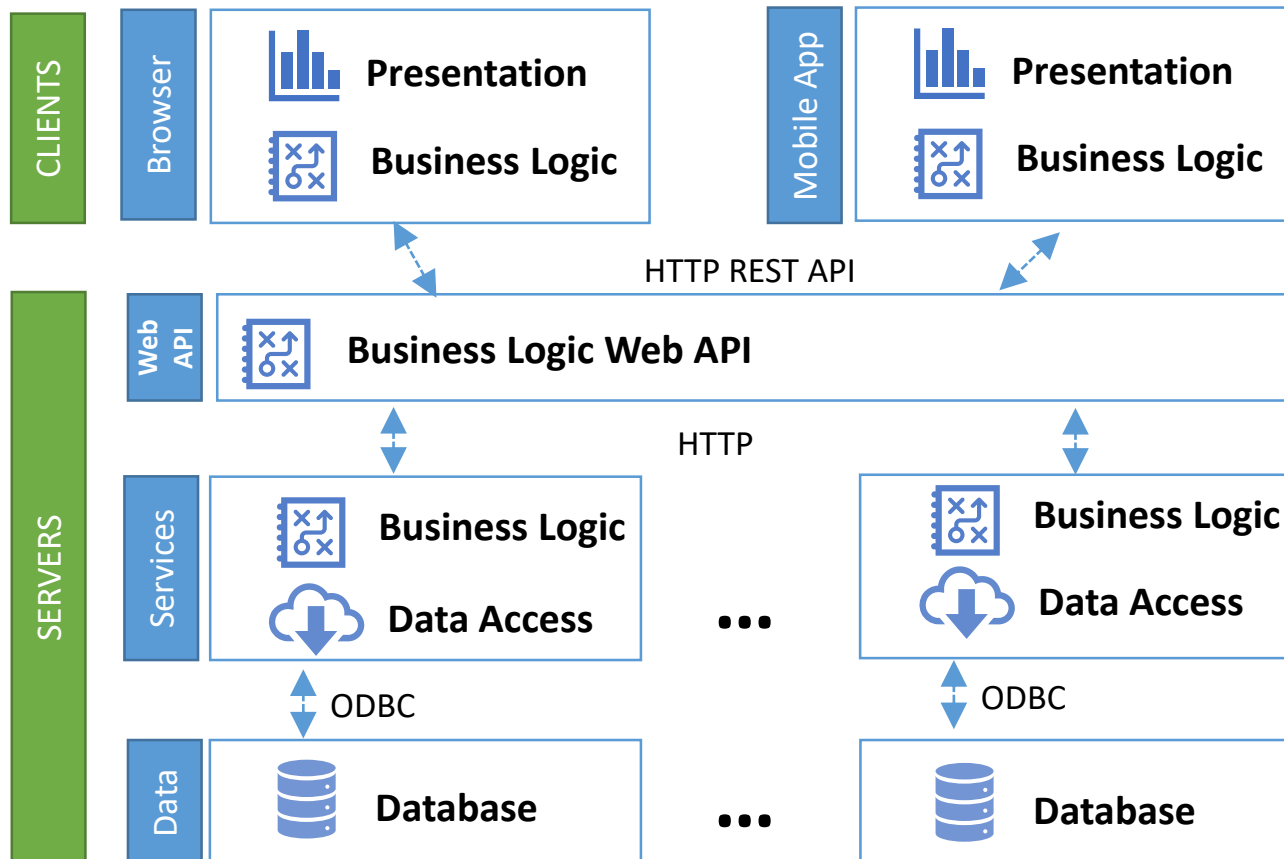 CLIENTS
Browser
Presentation
Business Logic
Mobile App
Presentation
Business Logic
HTTP REST API
SERVERS
Web
API
Business Logic Web API
HTTP
Services
Business Logic
Data Access
...
Business Logic
Data Access
ODBC
ODBC
Data
Database
...
Database